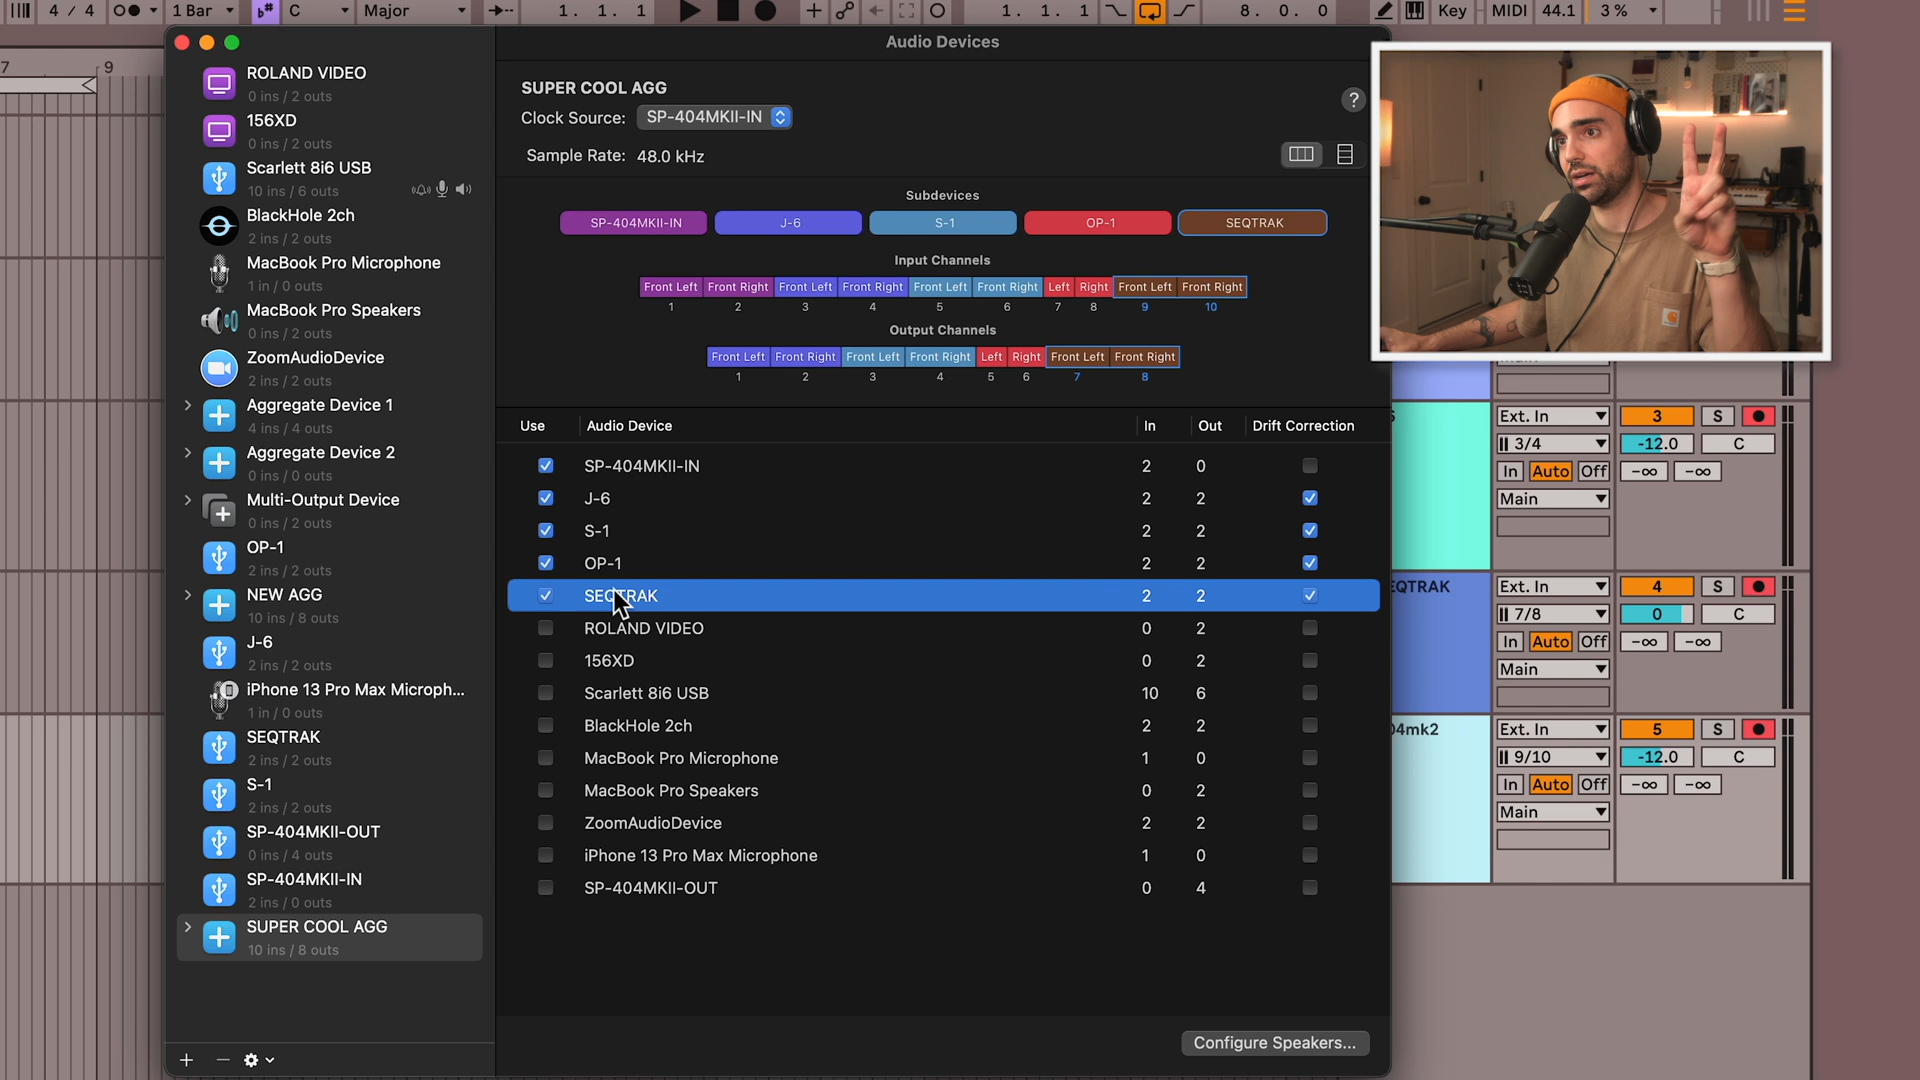 4 / 4
1 Bar
C
Major
1. 1. 1
1. 1. 1
8. 0. 0
Key
MIDI
44.1
3 %
7
9
Audio Devices
ROLAND VIDEO
0 ins / 2 outs
156XD
0 ins / 2 outs
Scarlett 8i6 USB
10 ins / 6 outs
BlackHole 2ch
2 ins / 2 outs
MacBook Pro Microphone
1 in / 0 outs
MacBook Pro Speakers
0 ins / 2 outs
ZoomAudioDevice
2 ins / 2 outs
Aggregate Device 1
4 ins / 4 outs
Aggregate Device 2
0 ins / 0 outs
Multi-Output Device
0 ins / 2 outs
OP-1
2 ins / 2 outs
NEW AGG
10 ins / 8 outs
J-6
2 ins / 2 outs
iPhone 13 Pro Max Microph...
1 in / 0 outs
SEQTRAK
2 ins / 2 outs
S-1
2 ins / 2 outs
SP-404MKII-OUT
0 ins / 4 outs
SP-404MKII-IN
2 ins / 0 outs
SUPER COOL AGG
10 ins / 8 outs
SUPER COOL AGG
Clock Source: SP-404MKII-IN
Sample Rate: 48.0 kHz
?
Subdevices
SP-404MKII-IN J-6 S-1 OP-1 SEQTRAK
Input Channels
Front Left Front Right Front Left Front Right Front Left Front Right Left Right Front Left Front Right
1 2 3 4 5 6 7 8 9 10
Output Channels
Front Left Front Right Front Left Front Right Left Right Front Left Front Right
1 2 3 4 5 6 7 8
Use Audio Device In Out Drift Correction
SP-404MKII-IN 2 0
J-6 2 2
S-1 2 2
OP-1 2 2
SEQTRAK 2 2
ROLAND VIDEO 0 2
156XD 0 2
Scarlett 8i6 USB 10 6
BlackHole 2ch 2 2
MacBook Pro Microphone 1 0
MacBook Pro Speakers 0 2
ZoomAudioDevice 2 2
iPhone 13 Pro Max Microphone 1 0
SP-404MKII-OUT 0 4
Configure Speakers...
Ext. In 3 S
3/4 -12.0 C
In Auto Off -∞ -∞
Main
QTRAK Ext. In 4 S
7/8 0 C
In Auto Off -∞ -∞
Main
04mk2 Ext. In 5 S
9/10 -12.0 C
In Auto Off -∞ -∞
Main